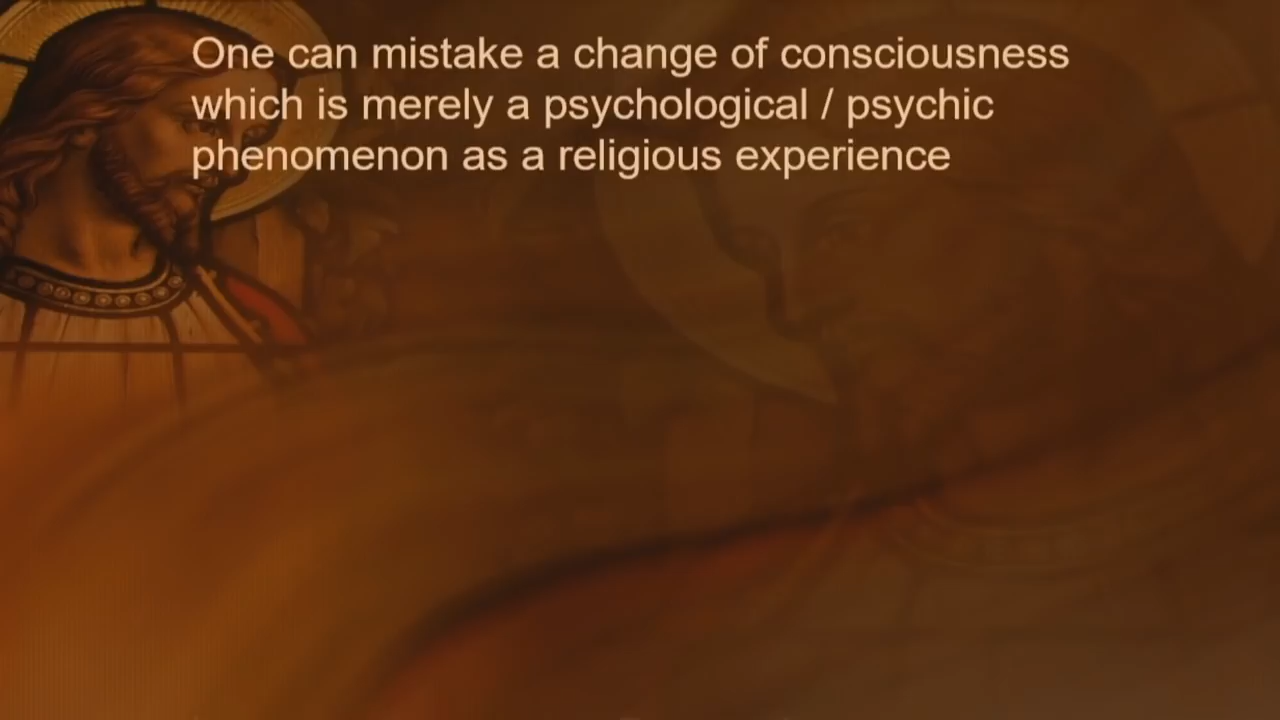 One can mistake a change of consciousness
which is merely a psychological / psychic
phenomenon as a religious experience